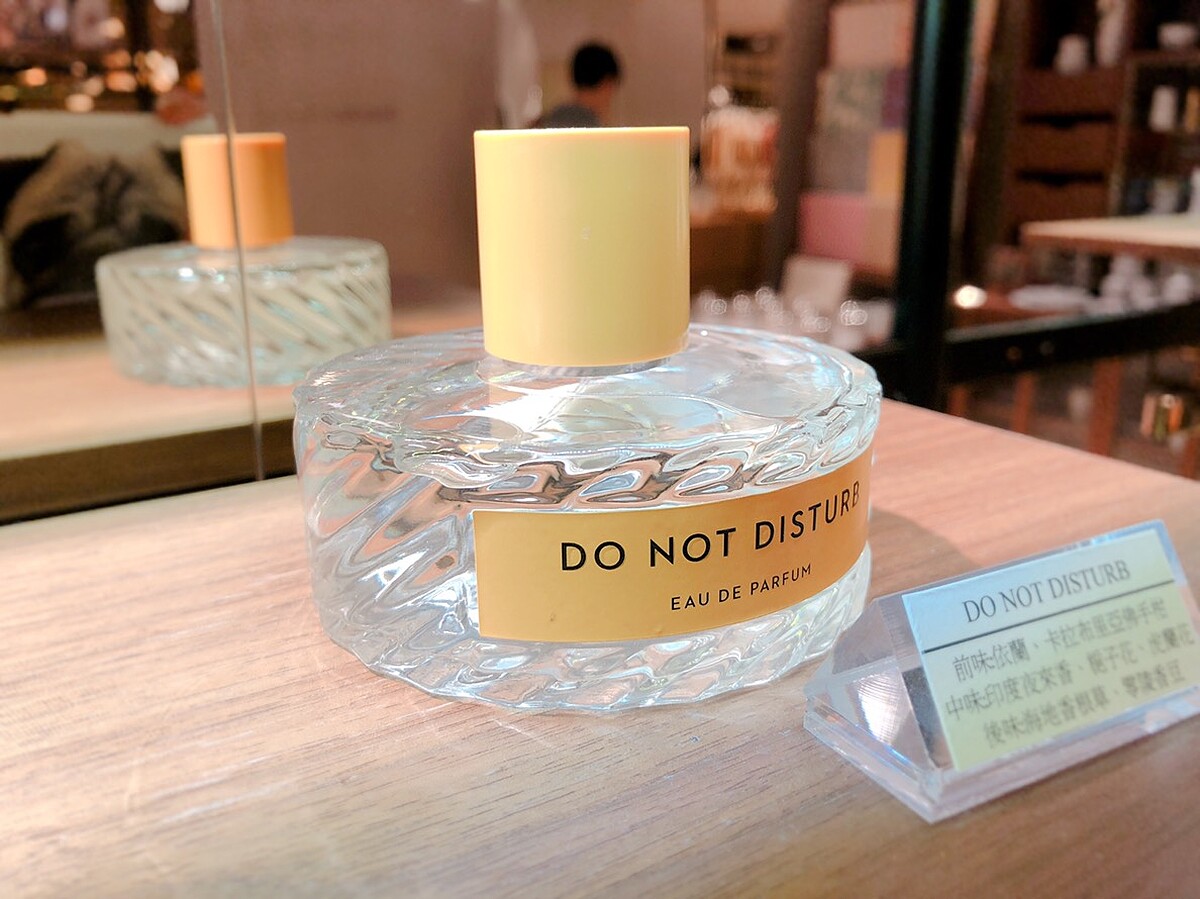 DO NOT DISTURB
EAU DE PARFUM
DO NOT DISTURB
前味:依蘭、卡拉布里亞佛手柑
中味:印度夜來香、梔子花、虎蘭花
後味:海地香根草、零陵香豆